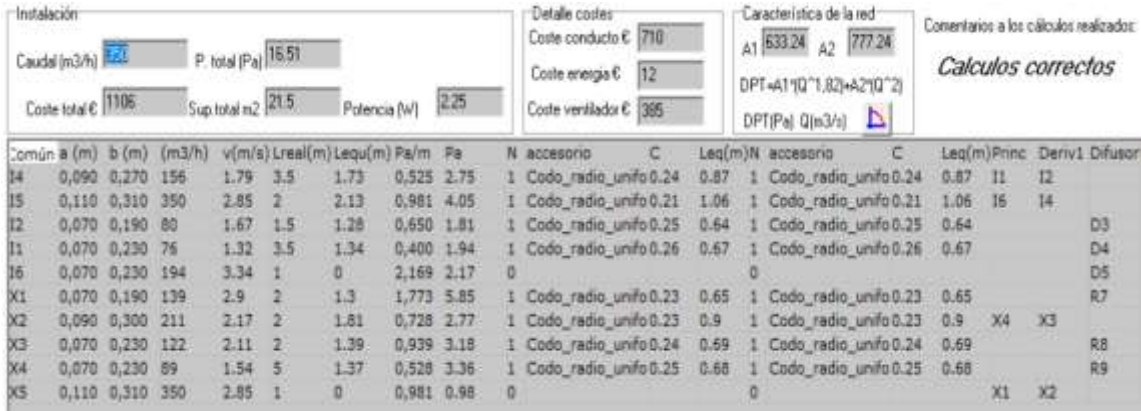 Instalación
Caudal (m3/h) 350 P. total (Pa) 16.51
Coste total € 1106 Sup.total m2 21.5 Potencia (W) 2.25
Detalle costes
Coste conducto € 710
Coste energia € 12
Coste ventilador € 385
Característica de la red
A1 633.24 A2 777.24
DPT=A1*(Q^1,82)+A2*(Q^2)
DPT(Pa) Q(m3/s)
Comentarios a los cálculos realizados:
Calculos correctos
Común a (m) b (m) (m3/h) v(m/s) Lreal(m) Lequ(m) Pa/m Pa N accesorio C Leq(m) N accesorio C Leq(m) Princ Deriv1 Difusor
I4 0,090 0,270 156 1.79 3.5 1.73 0,525 2.75 1 Codo_radio_unifo 0.24 0.87 1 Codo_radio_unifo 0.24 0.87 I1 I2
I5 0,110 0,310 350 2.85 2 2.13 0,981 4.05 1 Codo_radio_unifo 0.21 1.06 1 Codo_radio_unifo 0.21 1.06 I6 I4
I2 0,070 0,190 80 1.67 1.5 1.28 0,650 1.81 1 Codo_radio_unifo 0.25 0.64 1 Codo_radio_unifo 0.25 0.64 D3
I1 0,070 0,230 76 1.32 3.5 1.34 0,400 1.94 1 Codo_radio_unifo 0.26 0.67 1 Codo_radio_unifo 0.26 0.67 D4
I6 0,070 0,230 194 3.34 1 0 2,169 2.17 0 0 D5
X1 0,070 0,190 139 2.9 2 1.3 1,773 5.85 1 Codo_radio_unifo 0.23 0.65 1 Codo_radio_unifo 0.23 0.65 R7
X2 0,090 0,300 211 2.17 2 1.81 0,728 2.77 1 Codo_radio_unifo 0.23 0.9 1 Codo_radio_unifo 0.23 0.9 X4 X3
X3 0,070 0,230 122 2.11 2 1.39 0,939 3.18 1 Codo_radio_unifo 0.24 0.69 1 Codo_radio_unifo 0.24 0.69 R8
X4 0,070 0,230 89 1.54 5 1.37 0,528 3.36 1 Codo_radio_unifo 0.25 0.68 1 Codo_radio_unifo 0.25 0.68 R9
X5 0,110 0,310 350 2.85 1 0 0,981 0.98 0 0 X1 X2